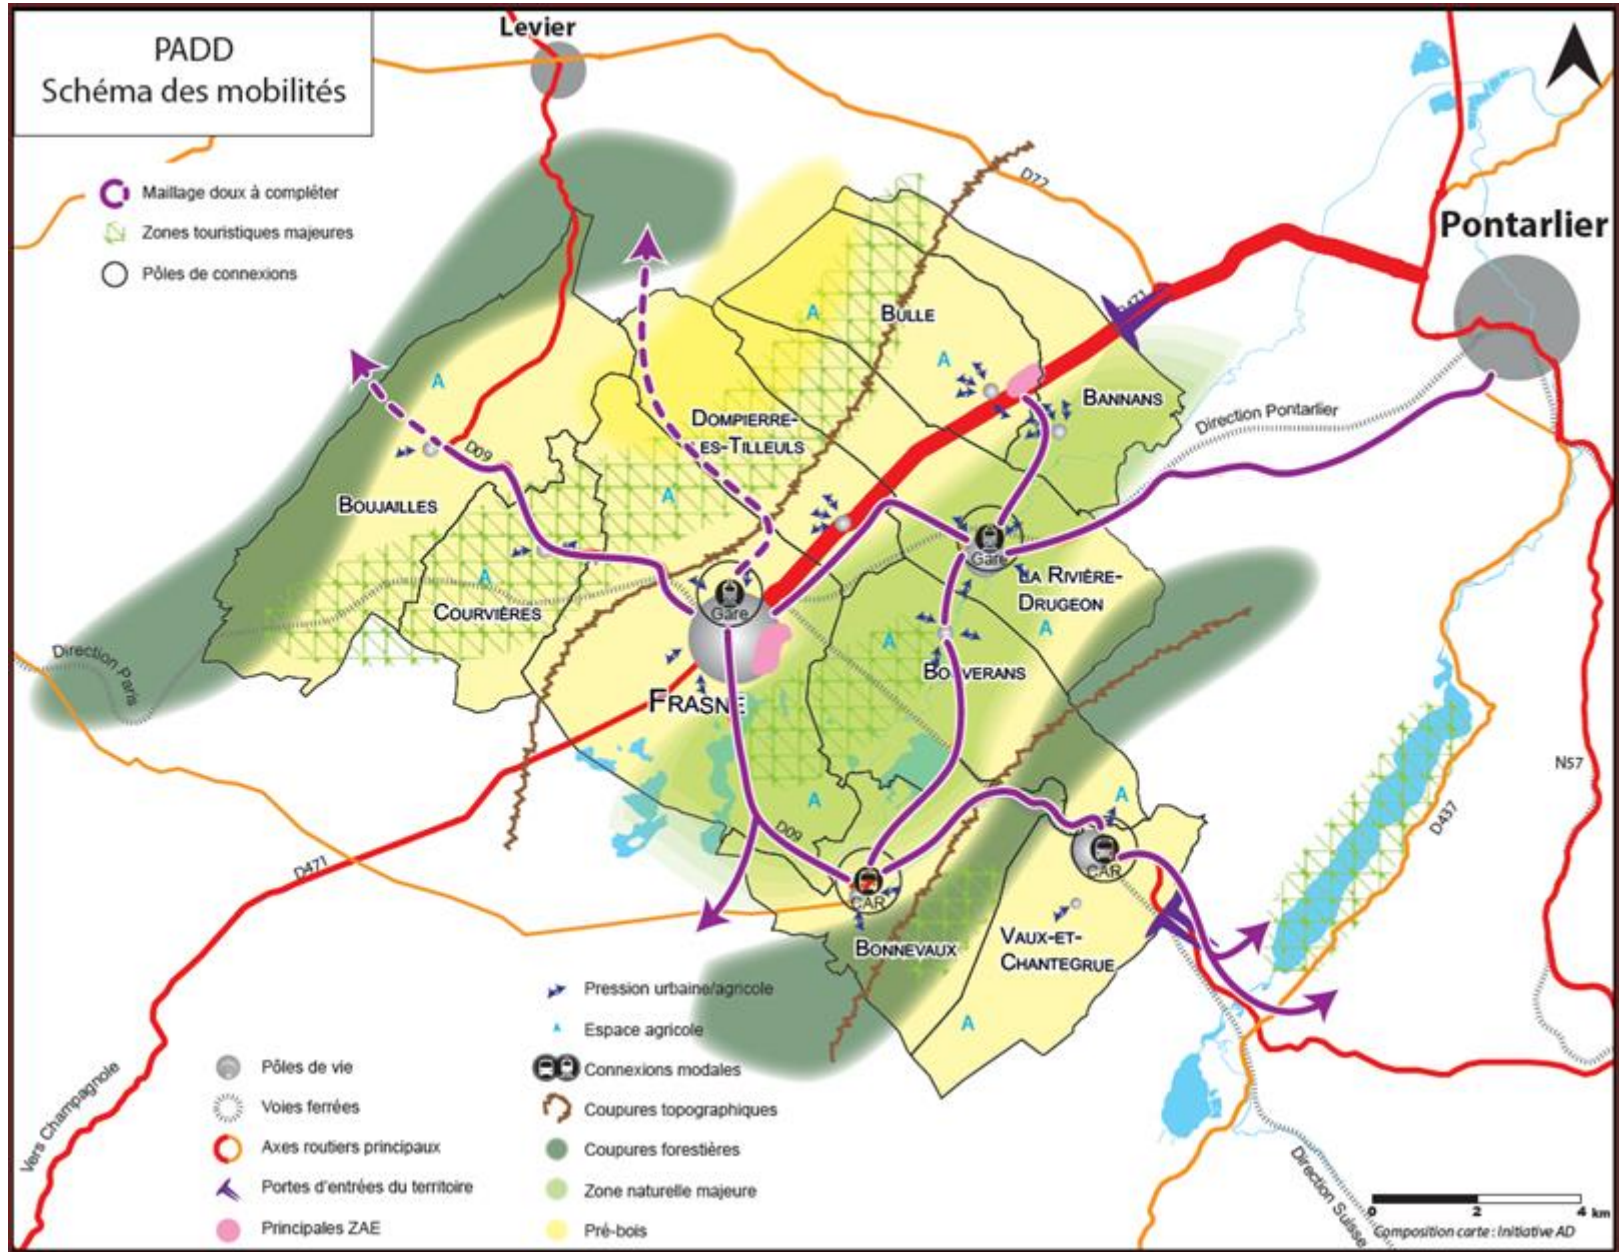 PADD
Schéma des mobilités
Levier
Maillage doux à compléter
Zones touristiques majeures
Pôles de connexions
D77
Pontarlier
D471
BULLE
BANNANS
Direction Pontarlier
DOMPIERRE-
LES-TILLEULS
D09
BOUJAILLES
COURVIÈRES
Gare
Gare
LA RIVIÈRE-
DRUGEON
BOUVERANS
FRASNE
Direction Paris
A
A
A
A
A
A
A
A
A
A
N57
D437
D09
D471
CAR
CAR
BONNEVAUX
VAUX-ET-
CHANTEGRUE
Pression urbaine/agricole
Espace agricole
A
Connexions modales
Coupures topographiques
Coupures forestières
Zone naturelle majeure
Pré-bois
Pôles de vie
Voies ferrées
Axes routiers principaux
Portes d'entrées du territoire
Principales ZAE
Vers Champagnole
Direction Suisse
0 2 4 km
Composition carte : Initiative AD